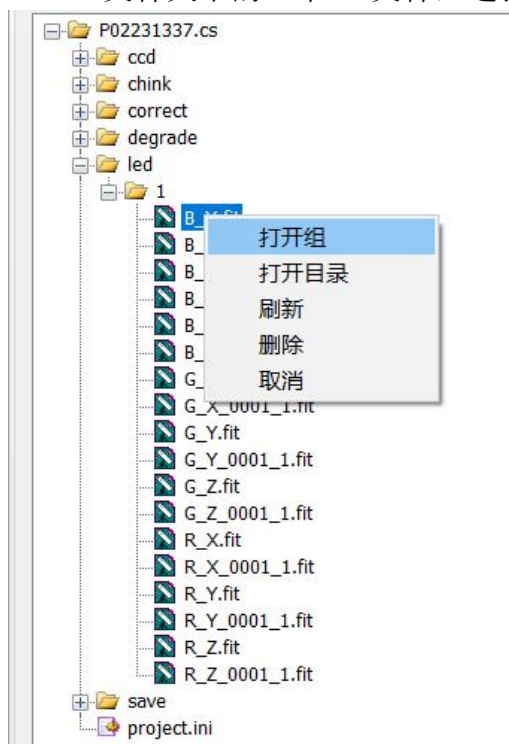 P02231337.cs
ccd
chink
correct
degrade
led
1
打开组
打开目录
刷新
删除
取消
G_X_0001_1.fit
G_Y.fit
G_Y_0001_1.fit
G_Z.fit
G_Z_0001_1.fit
R_X.fit
R_X_0001_1.fit
R_Y.fit
R_Y_0001_1.fit
R_Z.fit
R_Z_0001_1.fit
save
project.ini